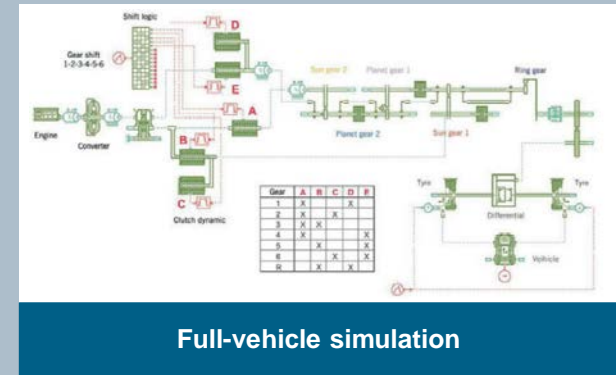 Shift logic
D
Gear shift
1-2-3-4-5-6
E
A
Sun gear 2
Planet gear 1
Ring gear
Engine
Converter
B
Planet gear 2
Sun gear 1
C
Clutch dynamic
Tyre
Tyre
Differential
Vehicle
Gear A B C D E
1 X X
2 X X
3 X X
4 X X
5 X X
6 X X
R X X
Full-vehicle simulation